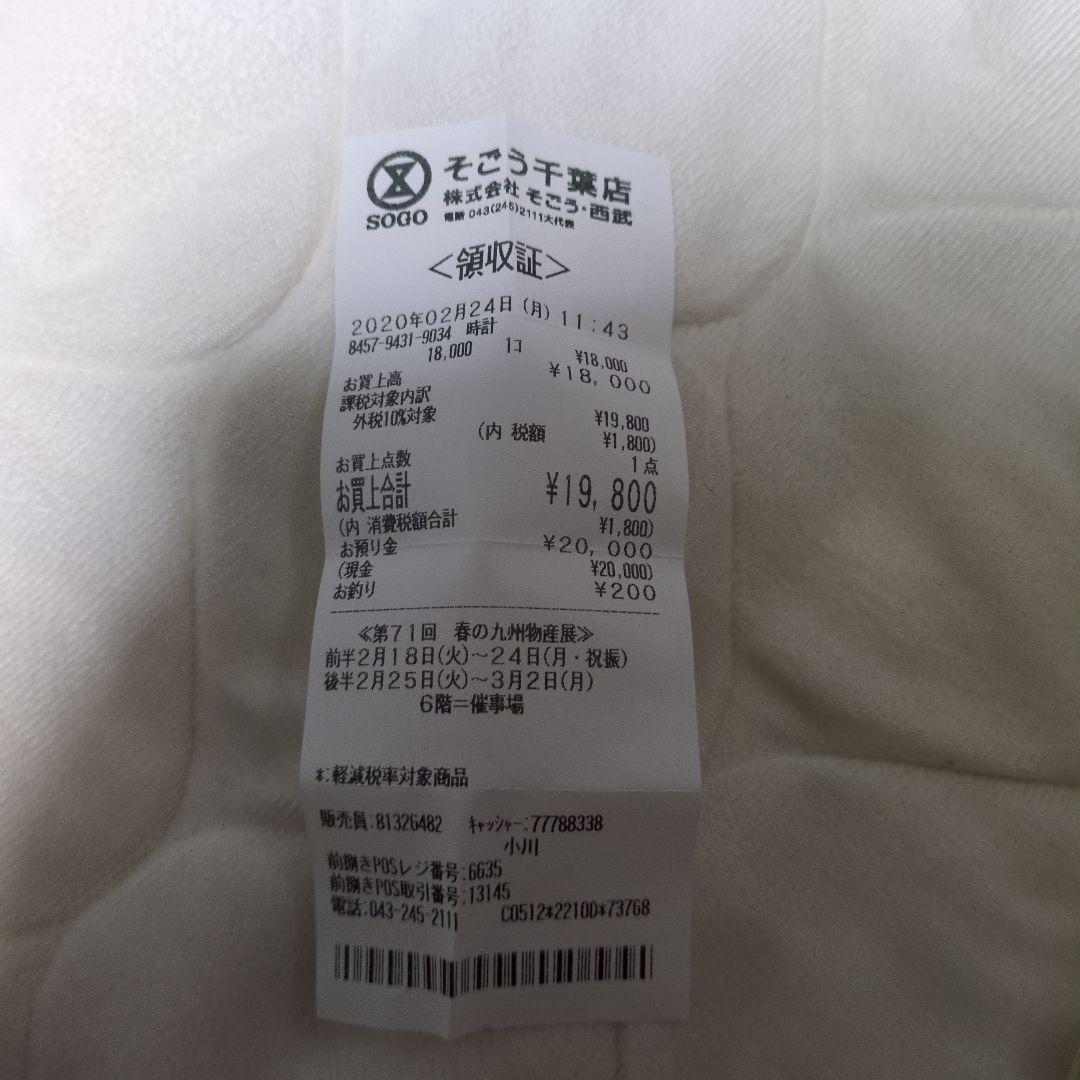 SOGO
そごう千葉店
株式会社 そごう・西武
電話 043(245)2111大代表
<領収証>
2020年02月24日(月) 11:43
8457-9431-9034 時計
18,000 1コ ¥18,000
お買上高 ¥18,000
課税対象内訳
外税10%対象 ¥19,800
(内 税額 ¥1,800)
お買上点数 1点
お買上合計 ¥19,800
(内 消費税額合計 ¥1,800)
お預り金 ¥20,000
(現金 ¥20,000)
お釣り ¥200
≪第71回 春の九州物産展≫
前半2月18日(火)～24日(月・祝振)
後半2月25日(火)～3月2日(月)
6階=催事場
*:軽減税率対象商品
販売員:81326482 ｷｬｯｼｬｰ:77788338
小川
前捌きPOSレジ番号:6635
前捌きPOS取引番号:13145
電話:043-245-2111 C0512*2210D*73768